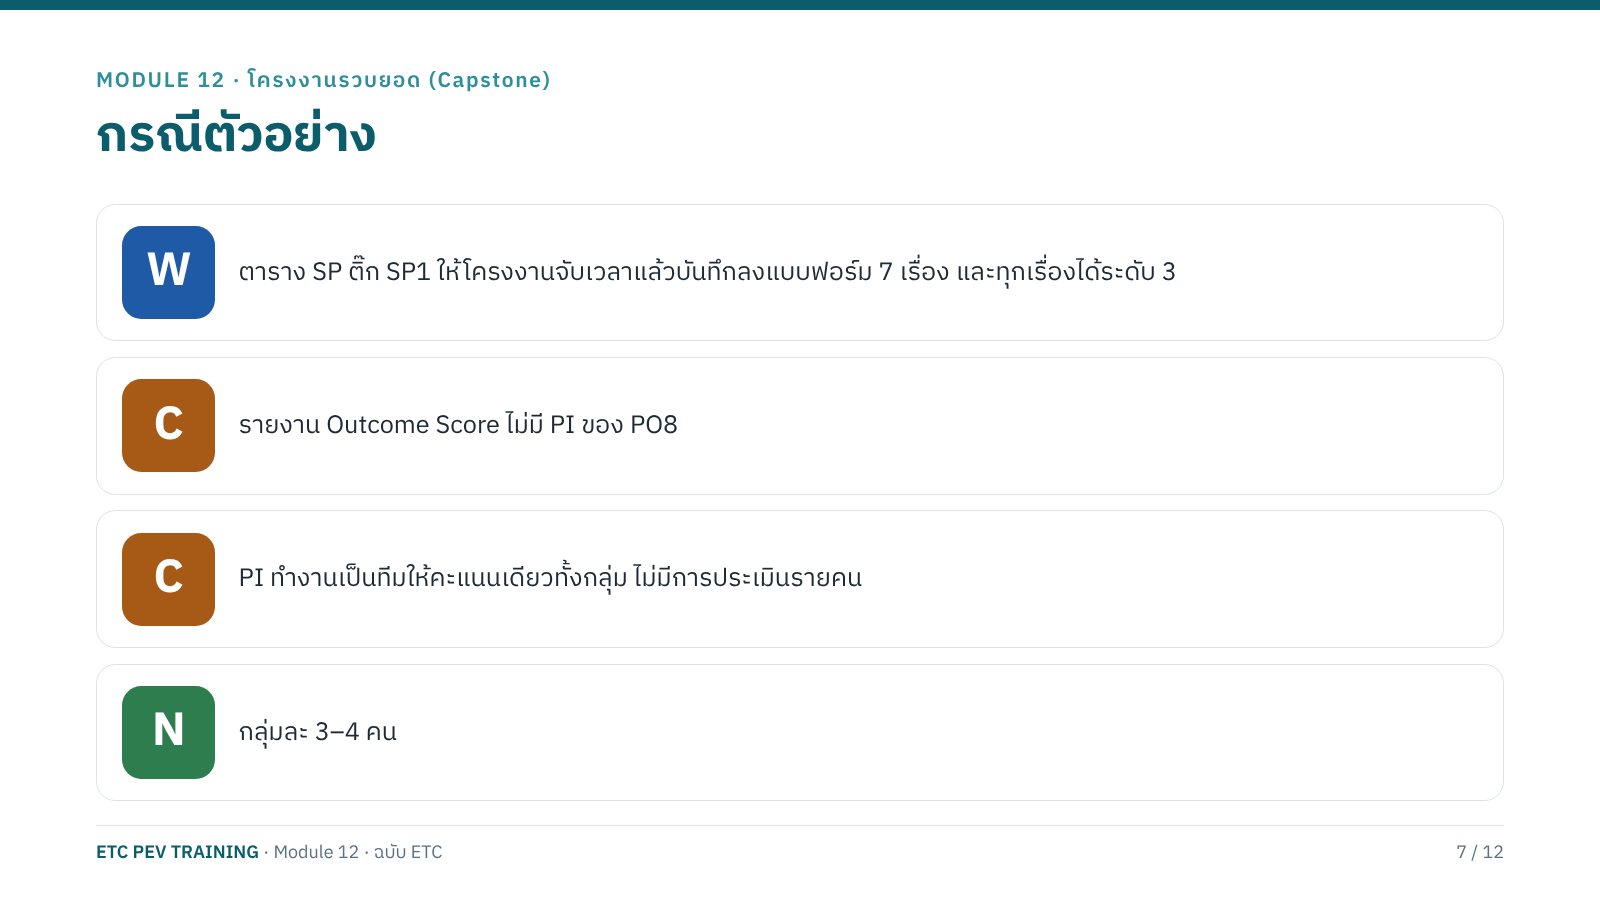 MODULE 12 · โครงงานรวบยอด (Capstone)
กรณีตัวอย่าง
W
ตาราง SP ติ๊ก SP1 ให้โครงงานจับเวลาแล้วบันทึกลงแบบฟอร์ม 7 เรื่อง และทุกเรื่องได้ระดับ 3
C
รายงาน Outcome Score ไม่มี PI ของ PO8
C
PI ทำงานเป็นทีมให้คะแนนเดียวทั้งกลุ่ม ไม่มีการประเมินรายคน
N
กลุ่มละ 3–4 คน
ETC PEV TRAINING · Module 12 · ฉบับ ETC
7 / 12